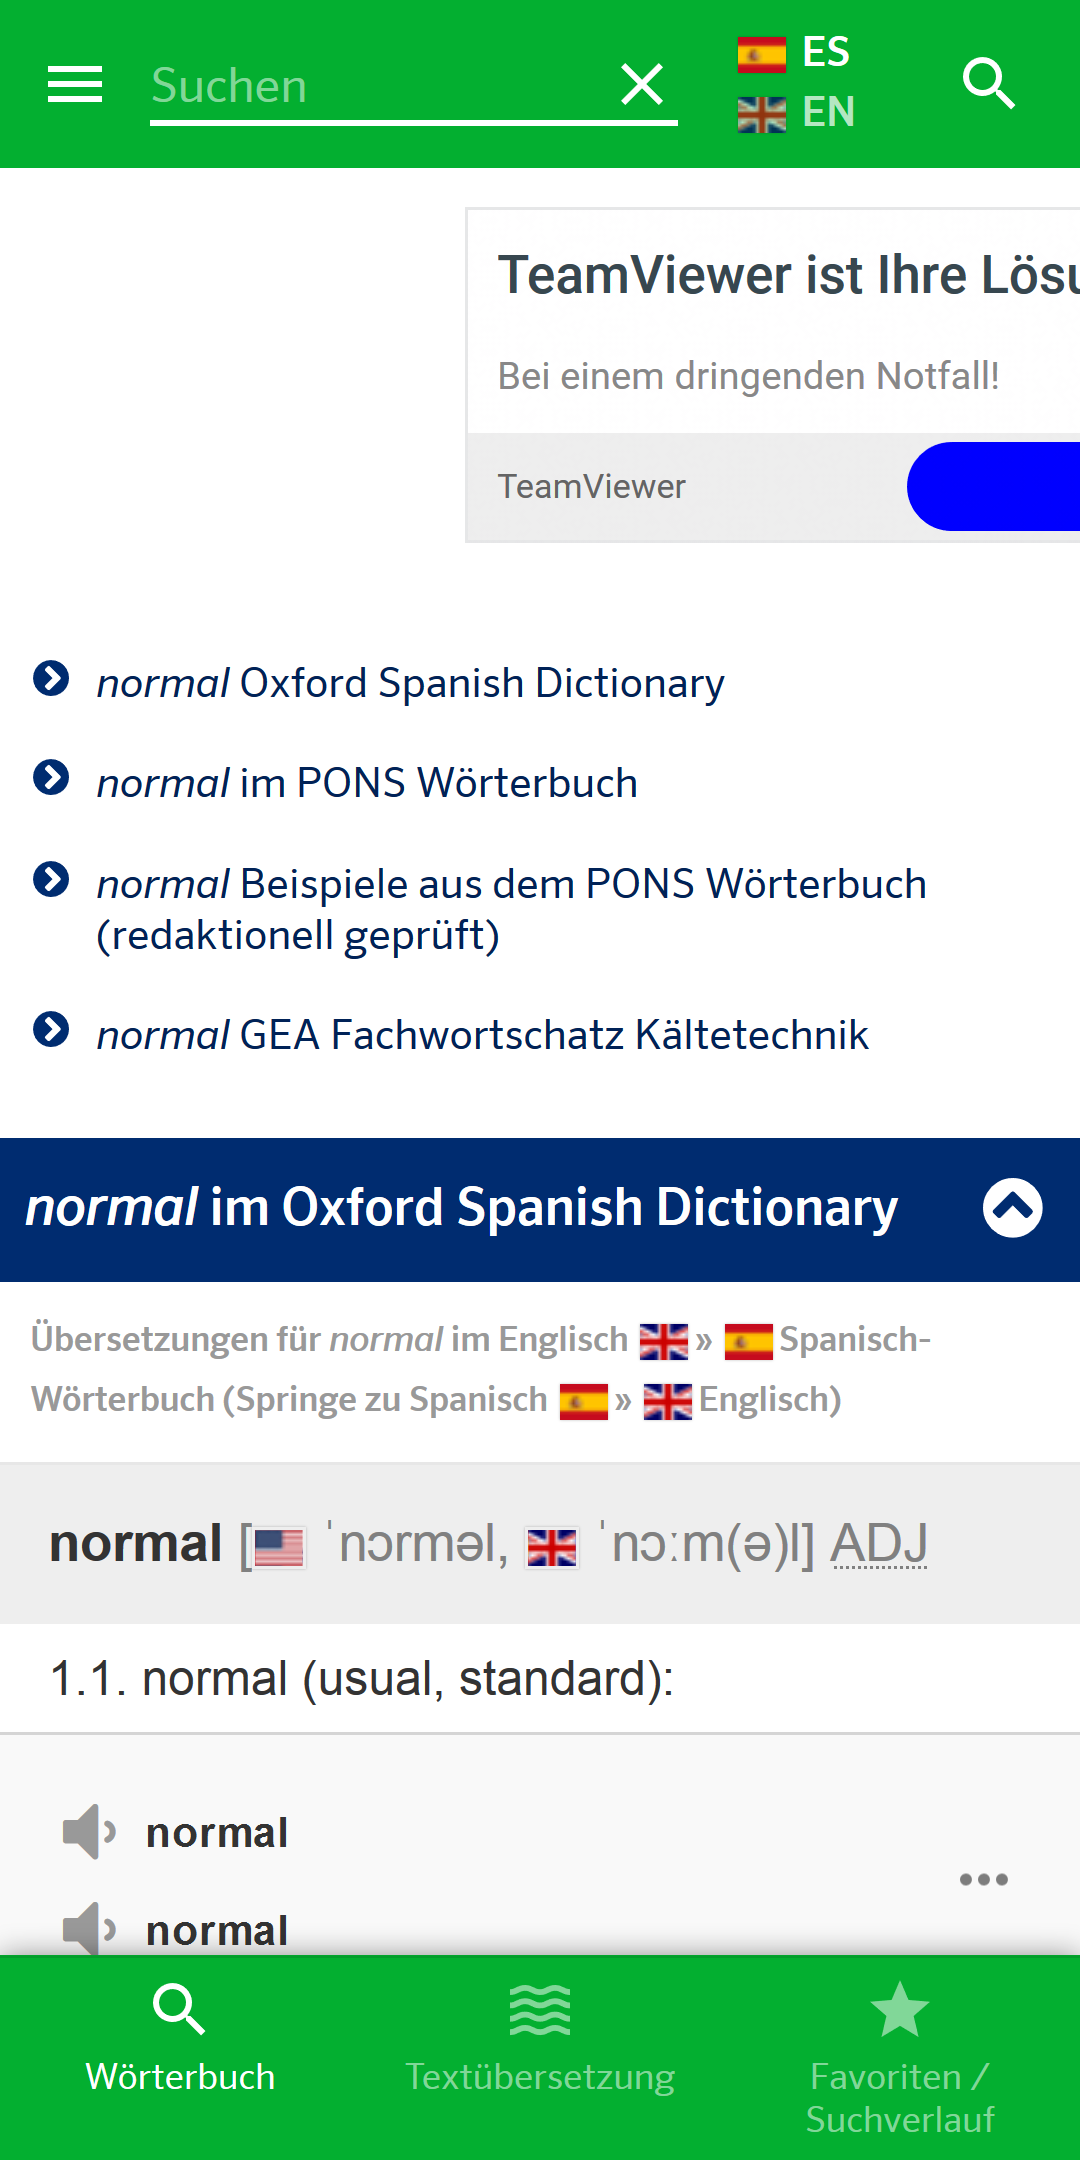 Suchen
ES
EN
TeamViewer ist Ihre Lösu
Bei einem dringenden Notfall!
TeamViewer
normal Oxford Spanish Dictionary
normal im PONS Wörterbuch
normal Beispiele aus dem PONS Wörterbuch
(redaktionell geprüft)
normal GEA Fachwortschatz Kältetechnik
normal im Oxford Spanish Dictionary
Übersetzungen für normal im Englisch » Spanisch-
Wörterbuch (Springe zu Spanisch » Englisch)
normal [ ˈnɔrməl, ˈnɔːm(ə)l] ADJ
1.1. normal (usual, standard):
normal
normal
Wörterbuch
Textübersetzung
Favoriten /
Suchverlauf